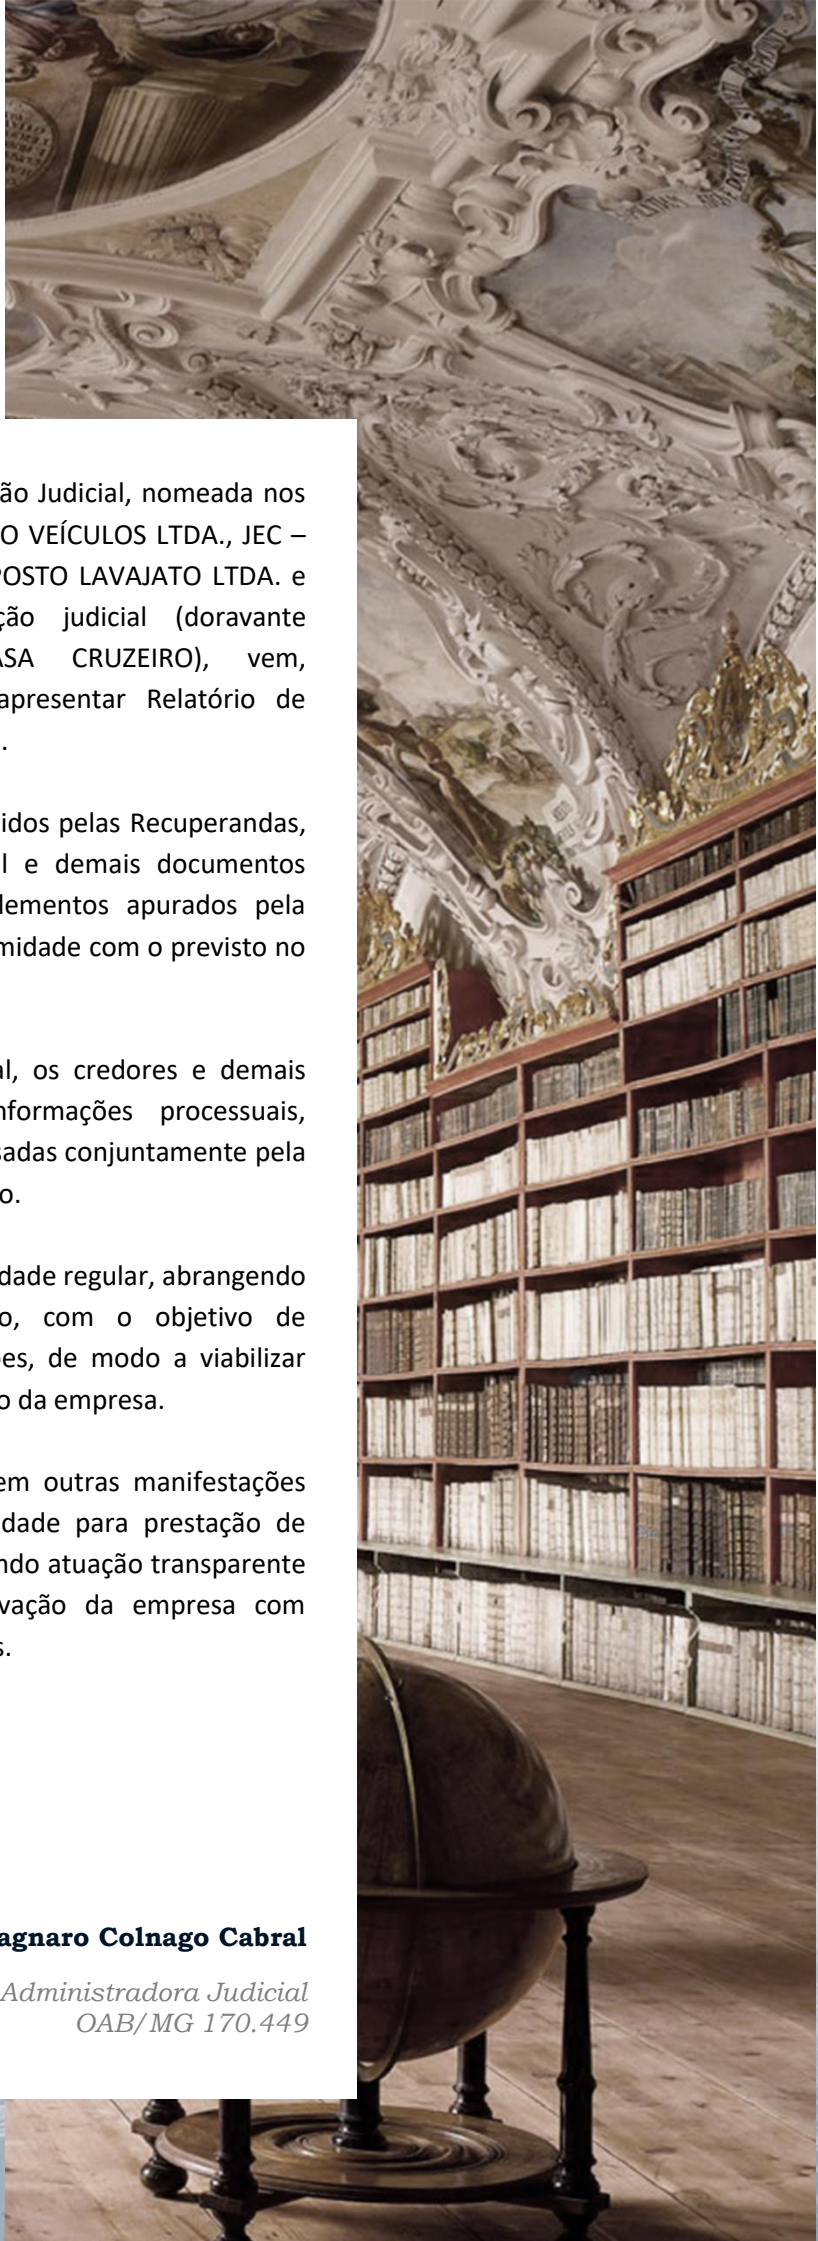 ão Judicial, nomeada nos
O VEÍCULOS LTDA., JEC –
POSTO LAVAJATO LTDA. e
ção judicial (doravante
ASA CRUZEIRO), vem,
apresentar Relatório de
.
idos pelas Recuperandas,
l e demais documentos
lementos apurados pela
midade com o previsto no
al, os credores e demais
nformações processuais,
sadas conjuntamente pela
o.
dade regular, abrangendo
o, com o objetivo de
ões, de modo a viabilizar
o da empresa.
em outras manifestações
idade para prestação de
ndo atuação transparente
vação da empresa com
s.
agnaro Colnago Cabral
Administradora Judicial
OAB/MG 170.449